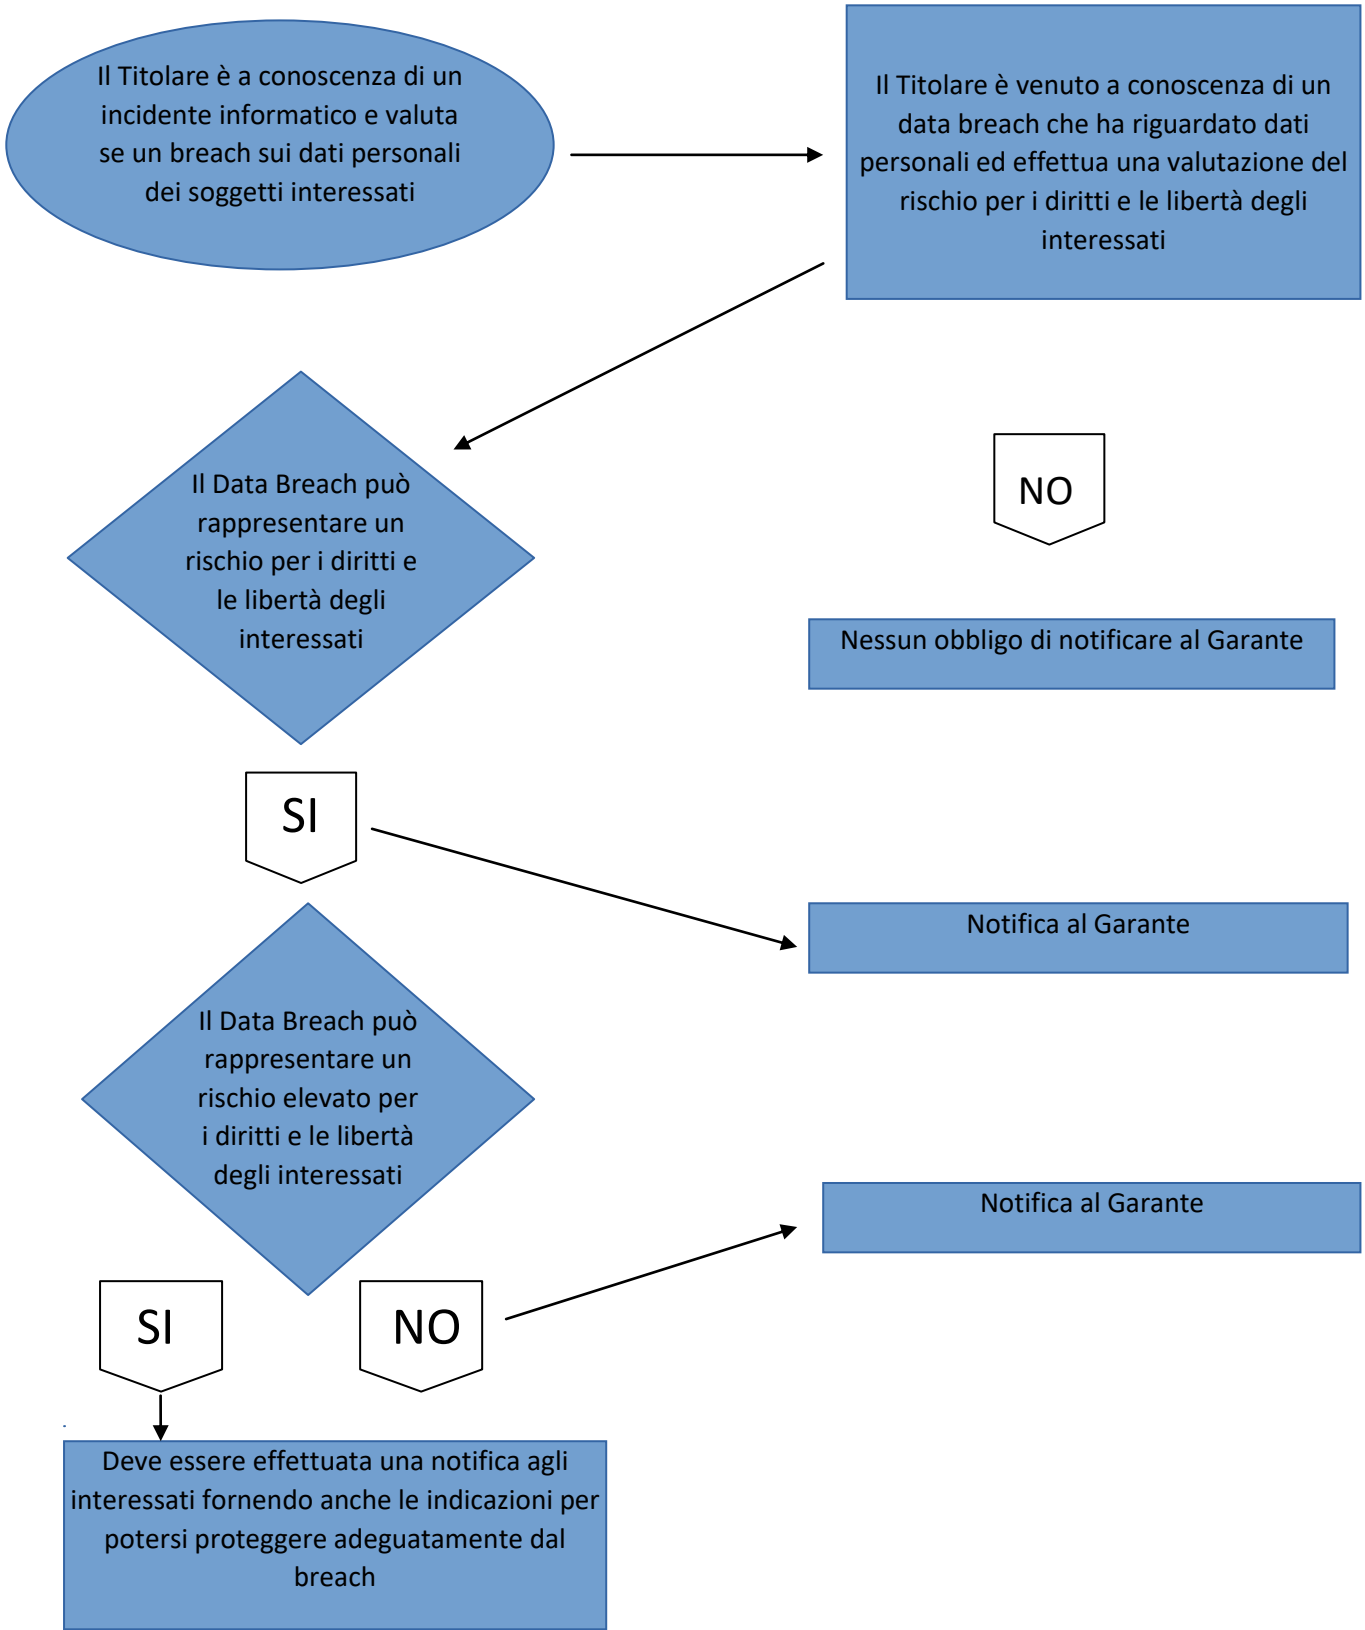 Il Titolare è a conoscenza di un
incidente informatico e valuta
se un breach sui dati personali
dei soggetti interessati
Il Titolare è venuto a conoscenza di un
data breach che ha riguardato dati
personali ed effettua una valutazione del
rischio per i diritti e le libertà degli
interessati
Il Data Breach può
rappresentare un
rischio per i diritti e
le libertà degli
interessati
NO
Nessun obbligo di notificare al Garante
SI
Notifica al Garante
Il Data Breach può
rappresentare un
rischio elevato per
i diritti e le libertà
degli interessati
Notifica al Garante
SI
NO
Deve essere effettuata una notifica agli
interessati fornendo anche le indicazioni per
potersi proteggere adeguatamente dal
breach